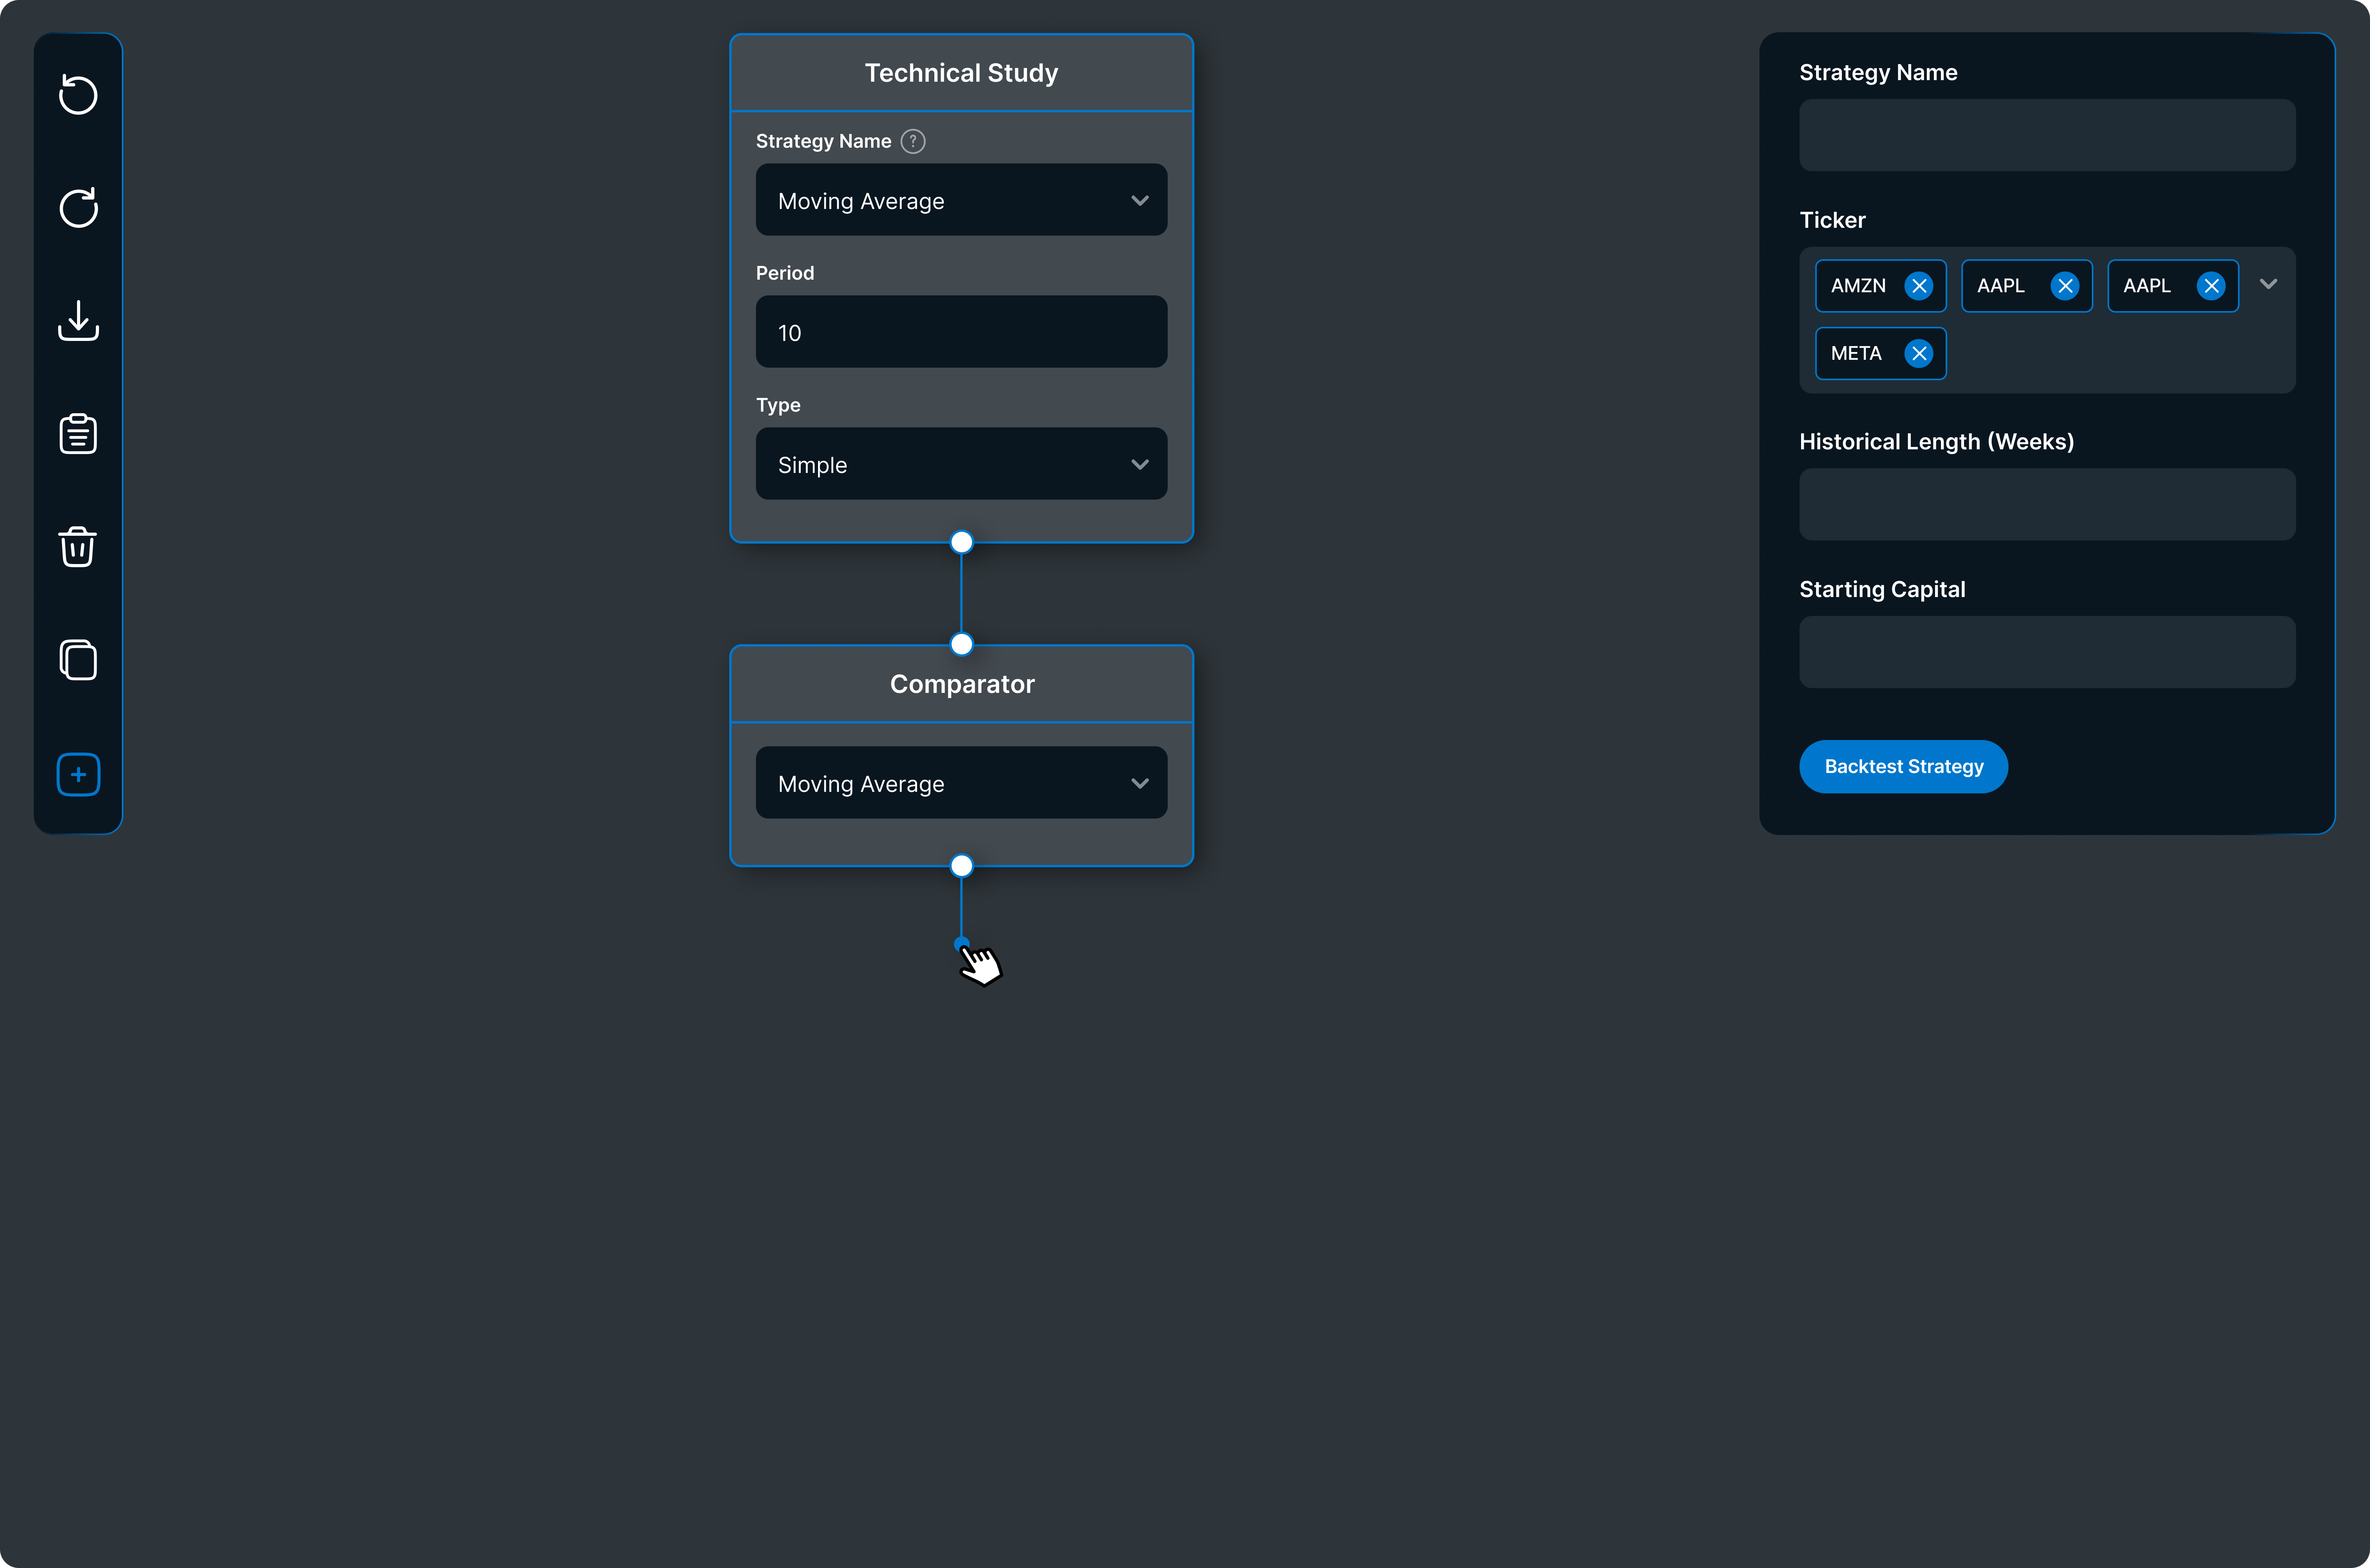 Technical Study
Strategy Name ?
Moving Average
Period
10
Type
Simple
Comparator
Moving Average
Strategy Name
Ticker
AMZN AAPL AAPL
META
Historical Length (Weeks)
Starting Capital
Backtest Strategy